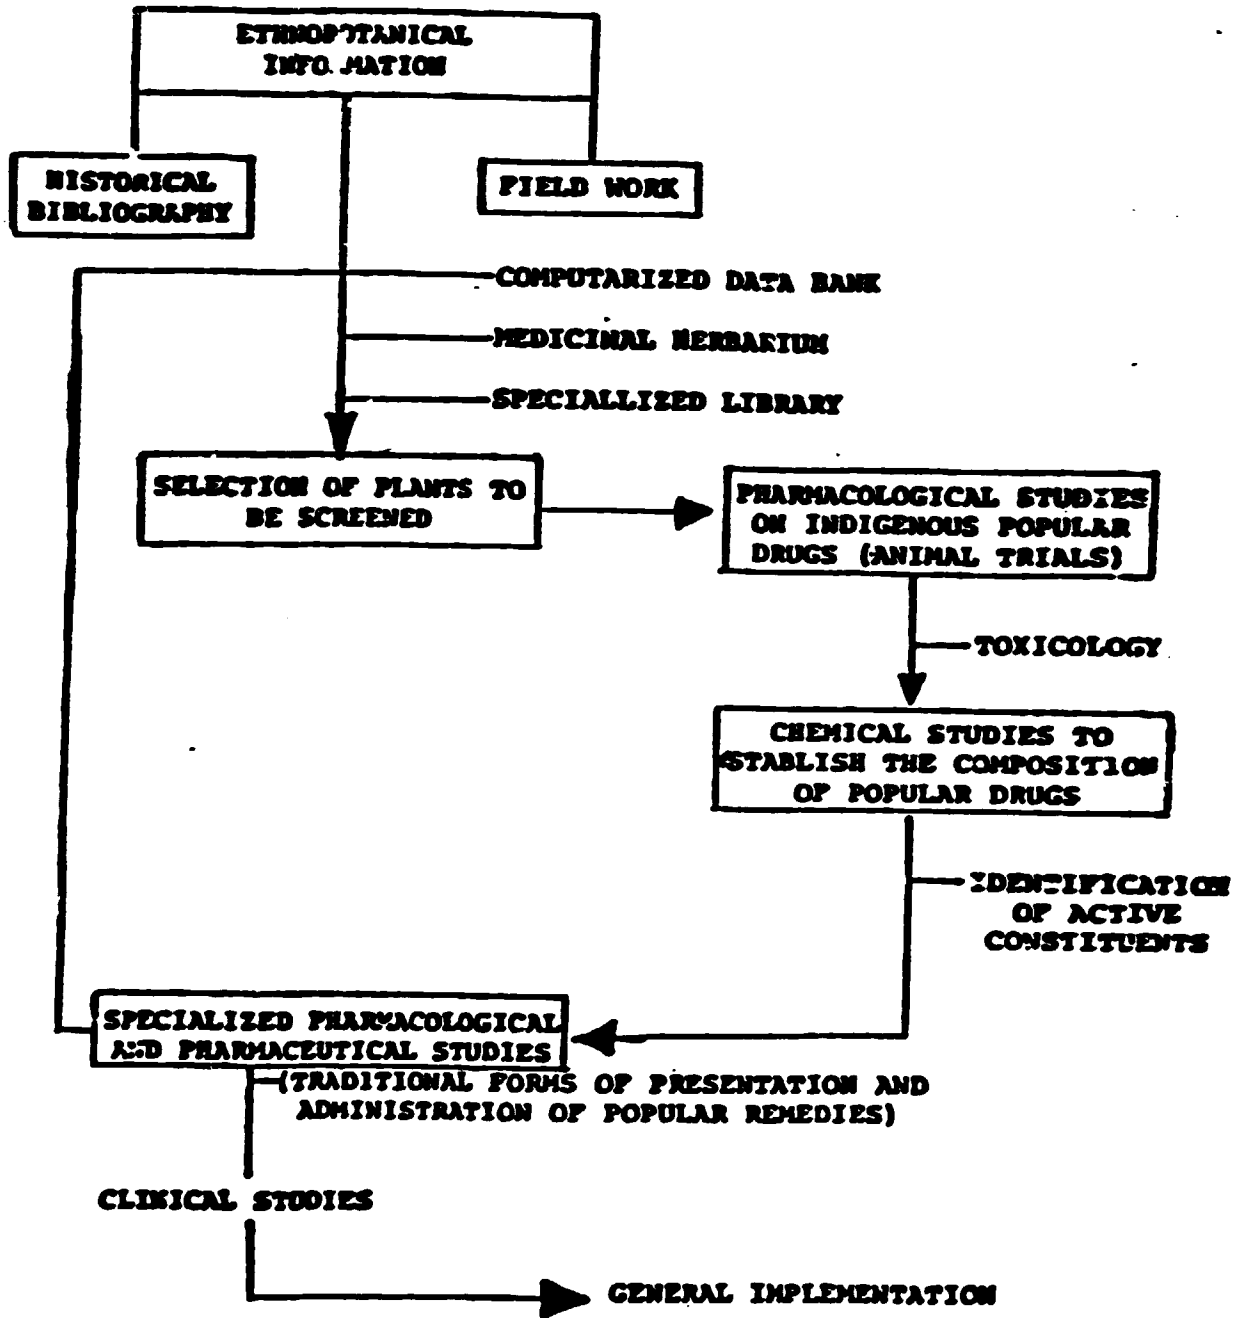 ETHNOBOTANICAL
INFO.MATION
HISTORICAL
BIBLIOGRAPHY
FIELD WORK
COMPUTARIZED DATA BANK
MEDICINAL HERBARIUM
SPECIALLIZED LIBRARY
SELECTION OF PLANTS TO
BE SCREENED
PHARMACOLOGICAL STUDIES
ON INDIGENOUS POPULAR
DRUGS (ANIMAL TRIALS)
TOXICOLOGY
CHEMICAL STUDIES TO
ESTABLISH THE COMPOSITION
OF POPULAR DRUGS
IDENTIFICATION
OF ACTIVE
CONSTITUENTS
SPECIALIZED PHARMACOLOGICAL
AND PHARMACEUTICAL STUDIES
(TRADITIONAL FORMS OF PRESENTATION AND
ADMINISTRATION OF POPULAR REMEDIES)
CLINICAL STUDIES
GENERAL IMPLEMENTATION